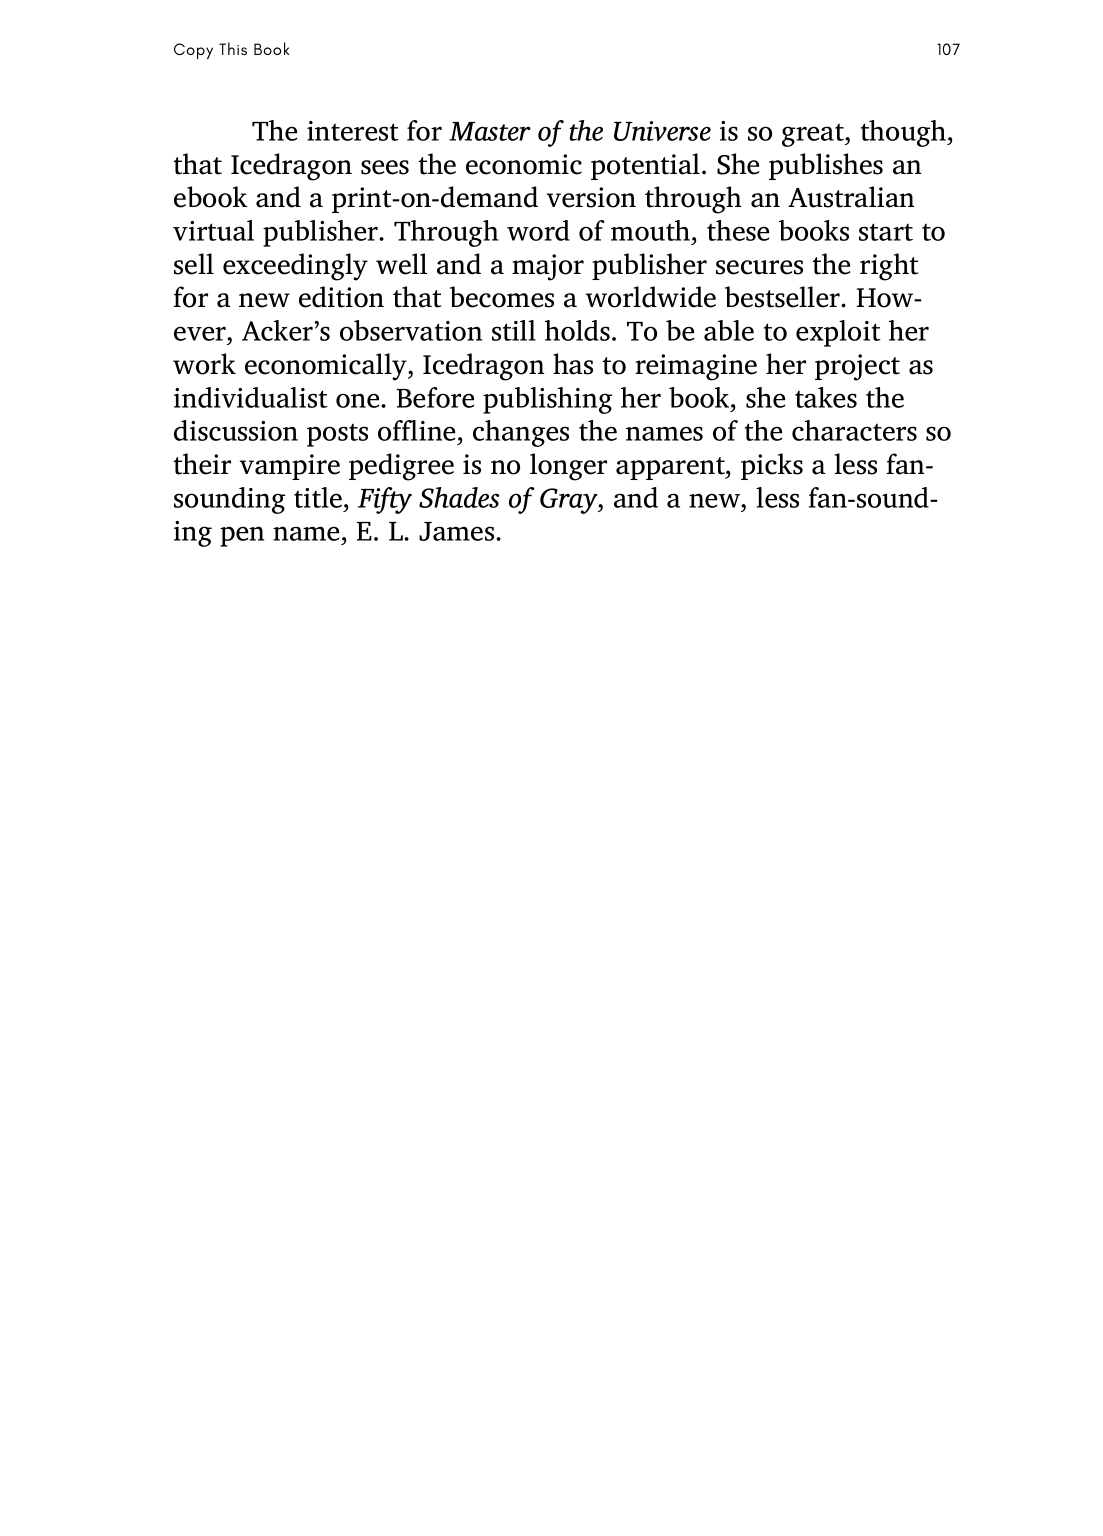 Copy This Book 107
The interest for Master of the Universe is so great, though,
that Icedragon sees the economic potential. She publishes an
ebook and a print-on-demand version through an Australian
virtual publisher. Through word of mouth, these books start to
sell exceedingly well and a major publisher secures the right
for a new edition that becomes a worldwide bestseller. How-
ever, Acker’s observation still holds. To be able to exploit her
work economically, Icedragon has to reimagine her project as
individualist one. Before publishing her book, she takes the
discussion posts offline, changes the names of the characters so
their vampire pedigree is no longer apparent, picks a less fan-
sounding title, Fifty Shades of Gray, and a new, less fan-sound-
ing pen name, E. L. James.